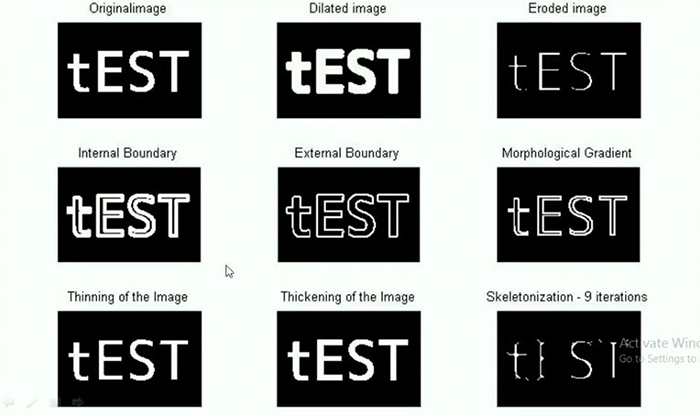 Originalimage
Dilated image
Eroded image
tEST
tEST
tEST
Internal Boundary
External Boundary
Morphological Gradient
tEST
tEST
tEST
Thinning of the Image
Thickening of the Image
Skeletonization - 9 iterations
tEST
tEST
t ST
Activate Wind
Go to Settings to